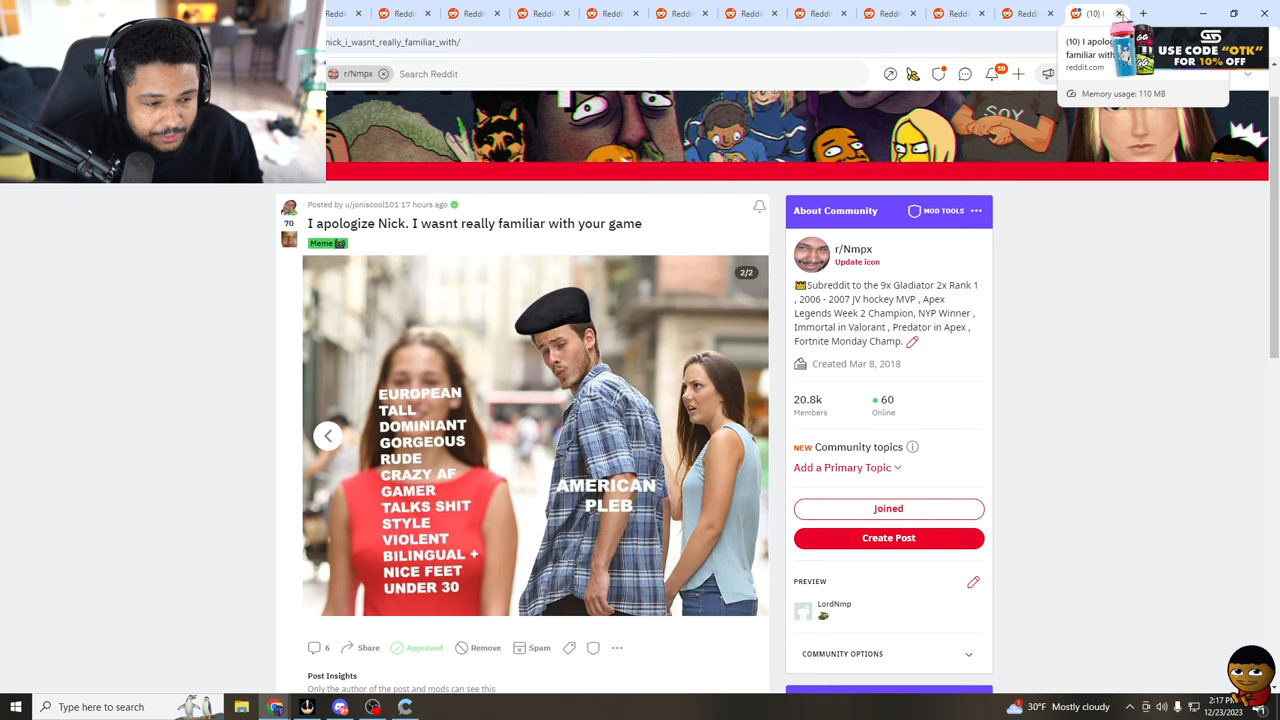 nick_i_wasnt_really_familiar_with/
(10)
(10) I apolog
familiar with
reddit.com
Memory usage: 110 MB
GG
USE CODE "OTK"
FOR 10% OFF
r/Nmpx
Search Reddit
10
SOY
Posted by u/joniscool101 17 hours ago
70
I apologize Nick. I wasnt really familiar with your game
Meme
2/2
EUROPEAN
TALL
DOMINIANT
GORGEOUS
RUDE
CRAZY AF
GAMER
TALKS SHIT
STYLE
VIOLENT
BILINGUAL +
NICE FEET
UNDER 30
AMERICAN
PLEB
6
Share
Approved
Remove
Spam
Post Insights
Only the author of the post and mods can see this
About Community
MOD TOOLS
r/Nmpx
Update icon
Subreddit to the 9x Gladiator 2x Rank 1
, 2006 - 2007 JV hockey MVP , Apex
Legends Week 2 Champion, NYP Winner ,
Immortal in Valorant , Predator in Apex ,
Fortnite Monday Champ.
Created Mar 8, 2018
20.8k
60
Members
Online
NEW Community topics
Add a Primary Topic
Joined
Create Post
PREVIEW
LordNmp
COMMUNITY OPTIONS
Type here to search
30°F Mostly cloudy
2:17 PM
12/23/2023
1